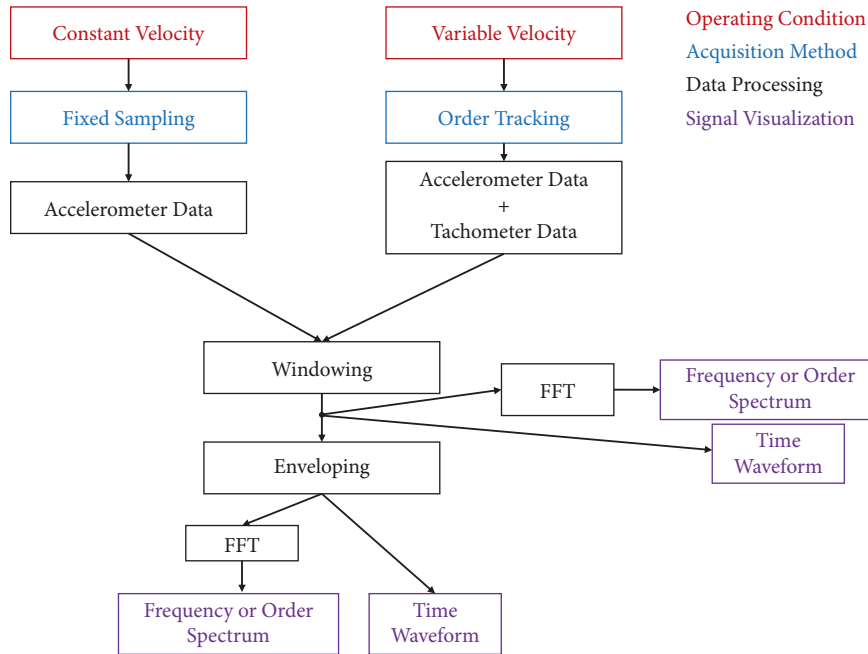 Constant Velocity
Variable Velocity
Operating Condition
Acquisition Method
Data Processing
Signal Visualization
Fixed Sampling
Order Tracking
Accelerometer Data
Accelerometer Data
+
Tachometer Data
Windowing
FFT
Frequency or Order
Spectrum
Time
Waveform
Enveloping
FFT
Frequency or Order
Spectrum
Time
Waveform